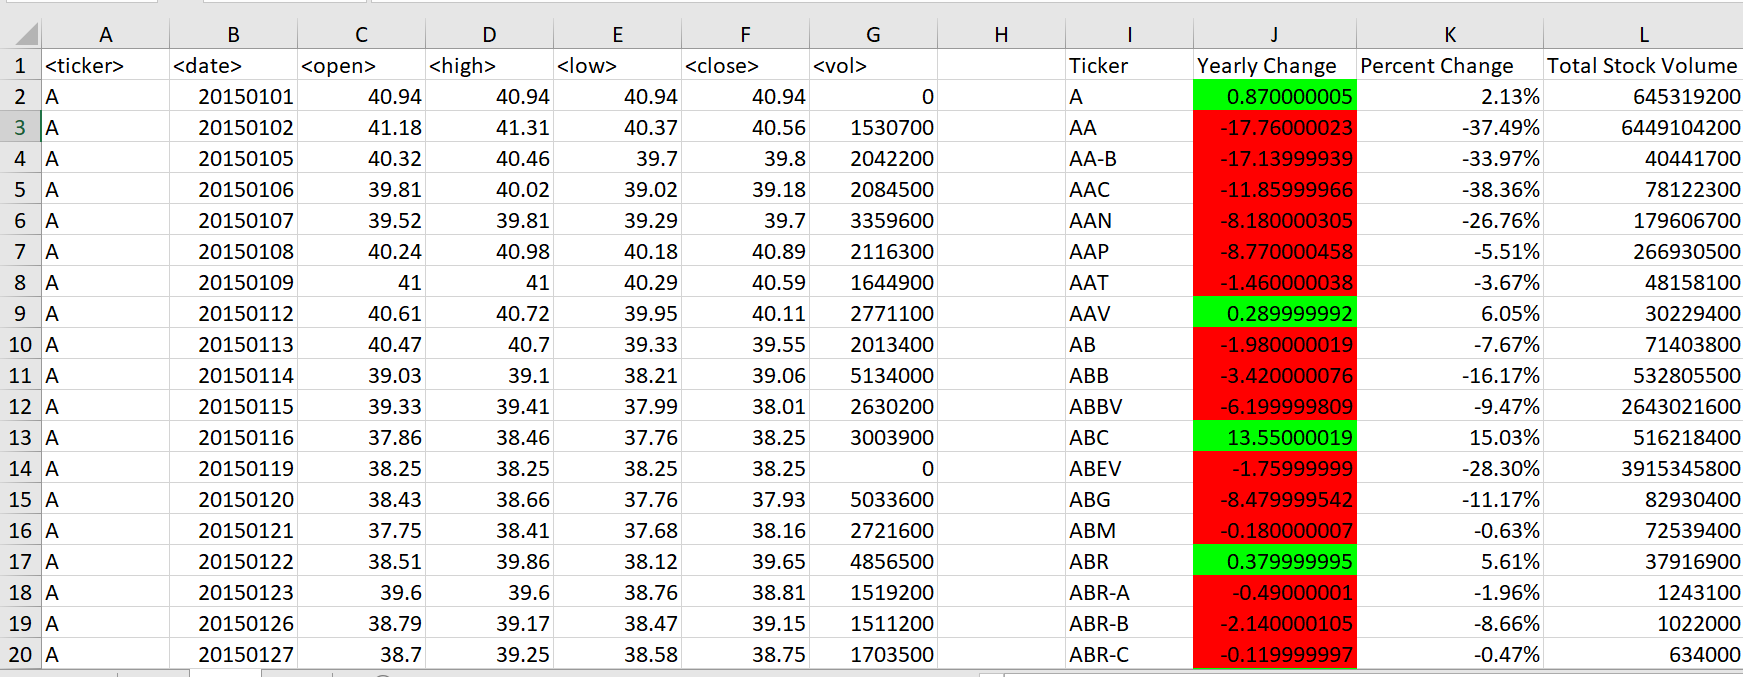 A B C D E F G H I J K L
1 <ticker> <date> <open> <high> <low> <close> <vol> Ticker Yearly Change Percent Change Total Stock Volume
2 A 20150101 40.94 40.94 40.94 40.94 0 A 0.870000005 2.13% 645319200
3 A 20150102 41.18 41.31 40.37 40.56 1530700 AA -17.76000023 -37.49% 6449104200
4 A 20150105 40.32 40.46 39.7 39.8 2042200 AA-B -17.13999939 -33.97% 40441700
5 A 20150106 39.81 40.02 39.02 39.18 2084500 AAC -11.85999966 -38.36% 78122300
6 A 20150107 39.52 39.81 39.29 39.7 3359600 AAN -8.180000305 -26.76% 179606700
7 A 20150108 40.24 40.98 40.18 40.89 2116300 AAP -8.770000458 -5.51% 266930500
8 A 20150109 41 41 40.29 40.59 1644900 AAT -1.460000038 -3.67% 48158100
9 A 20150112 40.61 40.72 39.95 40.11 2771100 AAV 0.289999992 6.05% 30229400
10 A 20150113 40.47 40.7 39.33 39.55 2013400 AB -1.980000019 -7.67% 71403800
11 A 20150114 39.03 39.1 38.21 39.06 5134000 ABB -3.420000076 -16.17% 532805500
12 A 20150115 39.33 39.41 37.99 38.01 2630200 ABBV -6.199999809 -9.47% 2643021600
13 A 20150116 37.86 38.46 37.76 38.25 3003900 ABC 13.55000019 15.03% 516218400
14 A 20150119 38.25 38.25 38.25 38.25 0 ABEV -1.75999999 -28.30% 3915345800
15 A 20150120 38.43 38.66 37.76 37.93 5033600 ABG -8.479999542 -11.17% 82930400
16 A 20150121 37.75 38.41 37.68 38.16 2721600 ABM -0.180000007 -0.63% 72539400
17 A 20150122 38.51 39.86 38.12 39.65 4856500 ABR 0.379999995 5.61% 37916900
18 A 20150123 39.6 39.6 38.76 38.81 1519200 ABR-A -0.49000001 -1.96% 1243100
19 A 20150126 38.79 39.17 38.47 39.15 1511200 ABR-B -2.140000105 -8.66% 1022000
20 A 20150127 38.7 39.25 38.58 38.75 1703500 ABR-C -0.119999997 -0.47% 634000